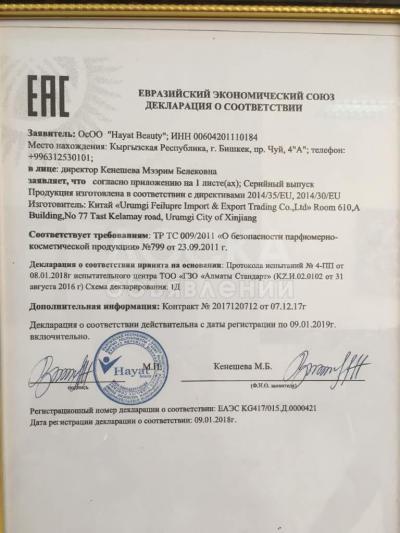 EAC
ЕВРАЗИЙСКИЙ ЭКОНОМИЧЕСКИЙ СОЮЗ
ДЕКЛАРАЦИЯ О СООТВЕТСТВИИ
Заявитель: ОсОО "Hayat Beauty"; ИНН 00604201110184
Место нахождения: Кыргызская Республика, г. Бишкек, пр. Чуй, 4"А"; телефон:
+996312530101;
в лице: директор Кенешева Мээрим Белековна
заявляет, что согласно приложению на 1 листе(ах); Серийный выпуск
Продукция изготовлена в соответствии с директивами 2014/35/EU, 2014/30/EU
Изготовитель: Китай «Urumgi Feilupre Import & Export Trading Co.,Ltd» Room 610,A
Building,No 77 Tast Kelamay road, Urumgi City of Xinjiang
Соответствует требованиям: ТР ТС 009/2011 «О безопасности парфюмерно-
косметической продукции» №799 от 23.09.2011 г.
Декларация о соответствии принята на основании: Протокола испытаний № 4-ПП от
08.01.2018г испытательного центра ТОО «ГЭО «Алматы Стандарт» (KZ.H.02.0102 от 31
августа 2016 г) Схема декларирования: 1Д
Дополнительная информация: Контракт № 2017120712 от 07.12.17г
Декларация о соответствии действительна с даты регистрации по 09.01.2019г.
включительно.
М.П. Кенешева М.Б.
подпись (Ф.И.О. заявителя)
Hayat
Регистрационный номер декларации о соответствии: ЕАЭС KG417/015.Д.0000421
Дата регистрации декларации о соответствии: 09.01.2018г.